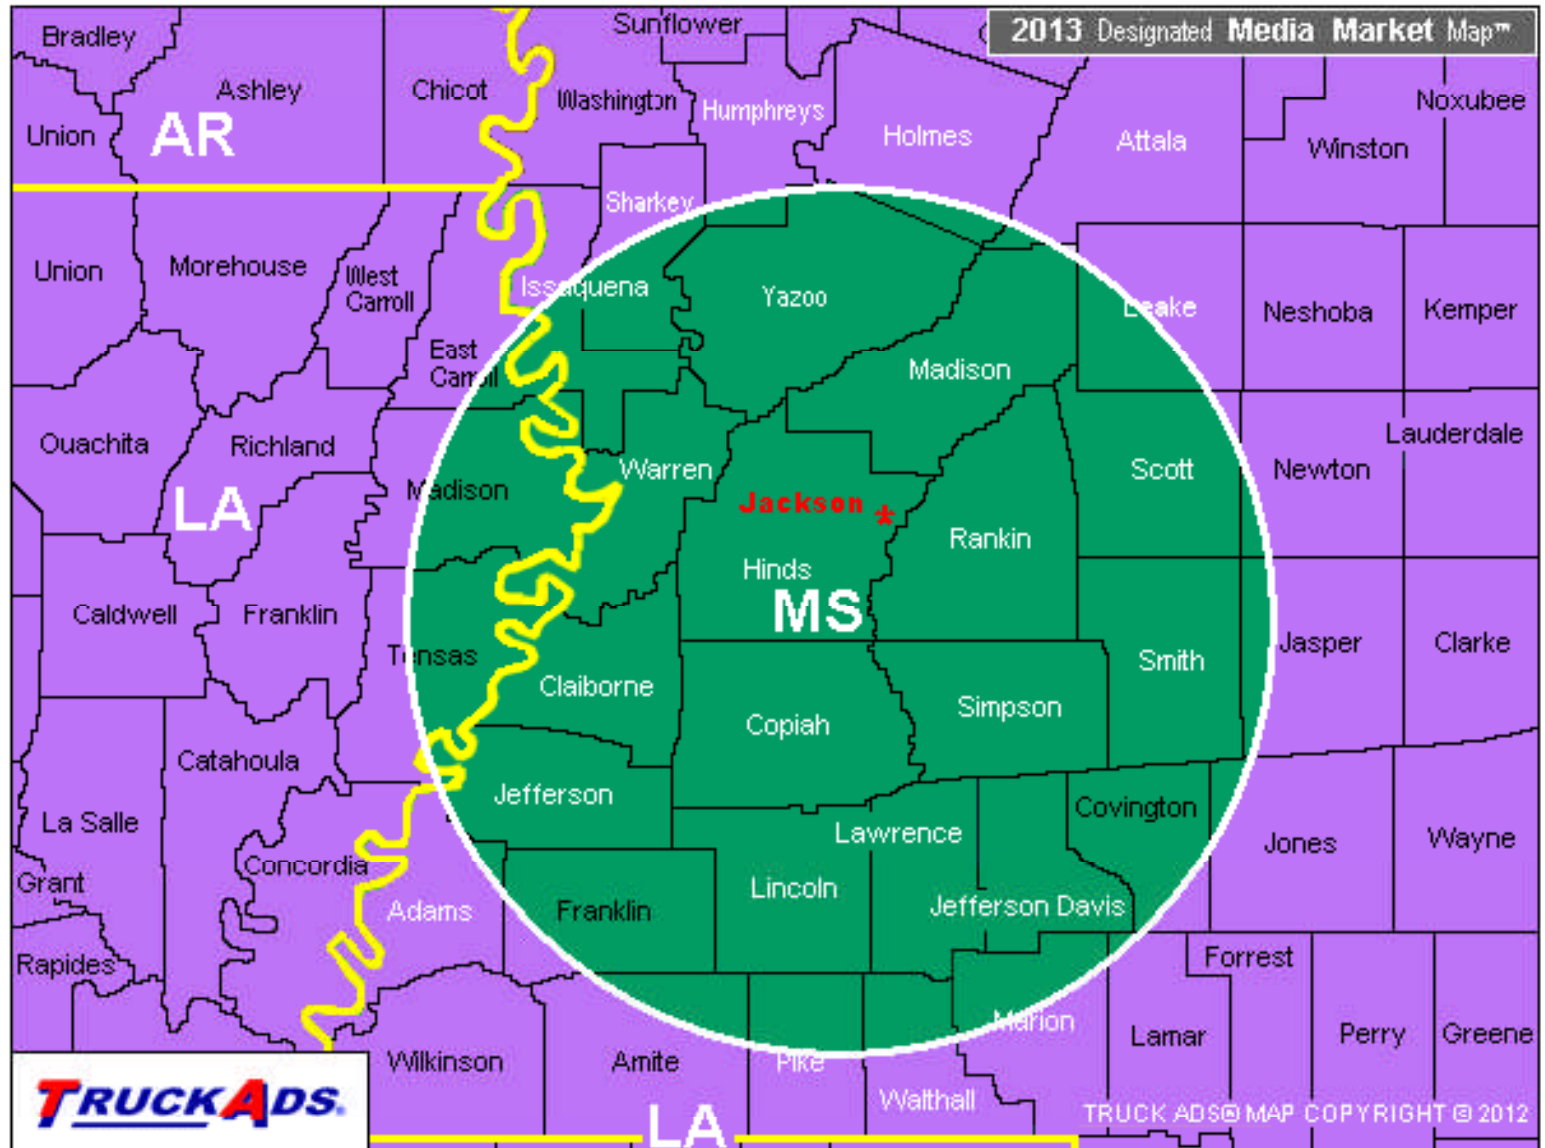 2013 Designated Media Market Map™
Bradley
Sunflower
Ashley
Chicot
Washington
Humphreys
Noxubee
Union
AR
Holmes
Attala
Winston
Sharkey
Union
Morehouse
West
Carroll
Issaquena
Yazoo
Leake
Neshoba
Kemper
East
Carroll
Madison
Ouachita
Richland
Lauderdale
Warren
Scott
Newton
Madison
LA
Jackson *
Rankin
Hinds
MS
Caldwell
Franklin
Tensas
Claiborne
Smith
Jasper
Clarke
Copiah
Simpson
Catahoula
Jefferson
Covington
La Salle
Lawrence
Jones
Wayne
Concordia
Grant
Lincoln
Adams
Franklin
Jefferson Davis
Rapides
Forrest
Marion
Lamar
Perry
Greene
Wilkinson
Amite
Pike
Walthall
TRUCKADS.
LA
TRUCK ADS® MAP COPYRIGHT © 2012